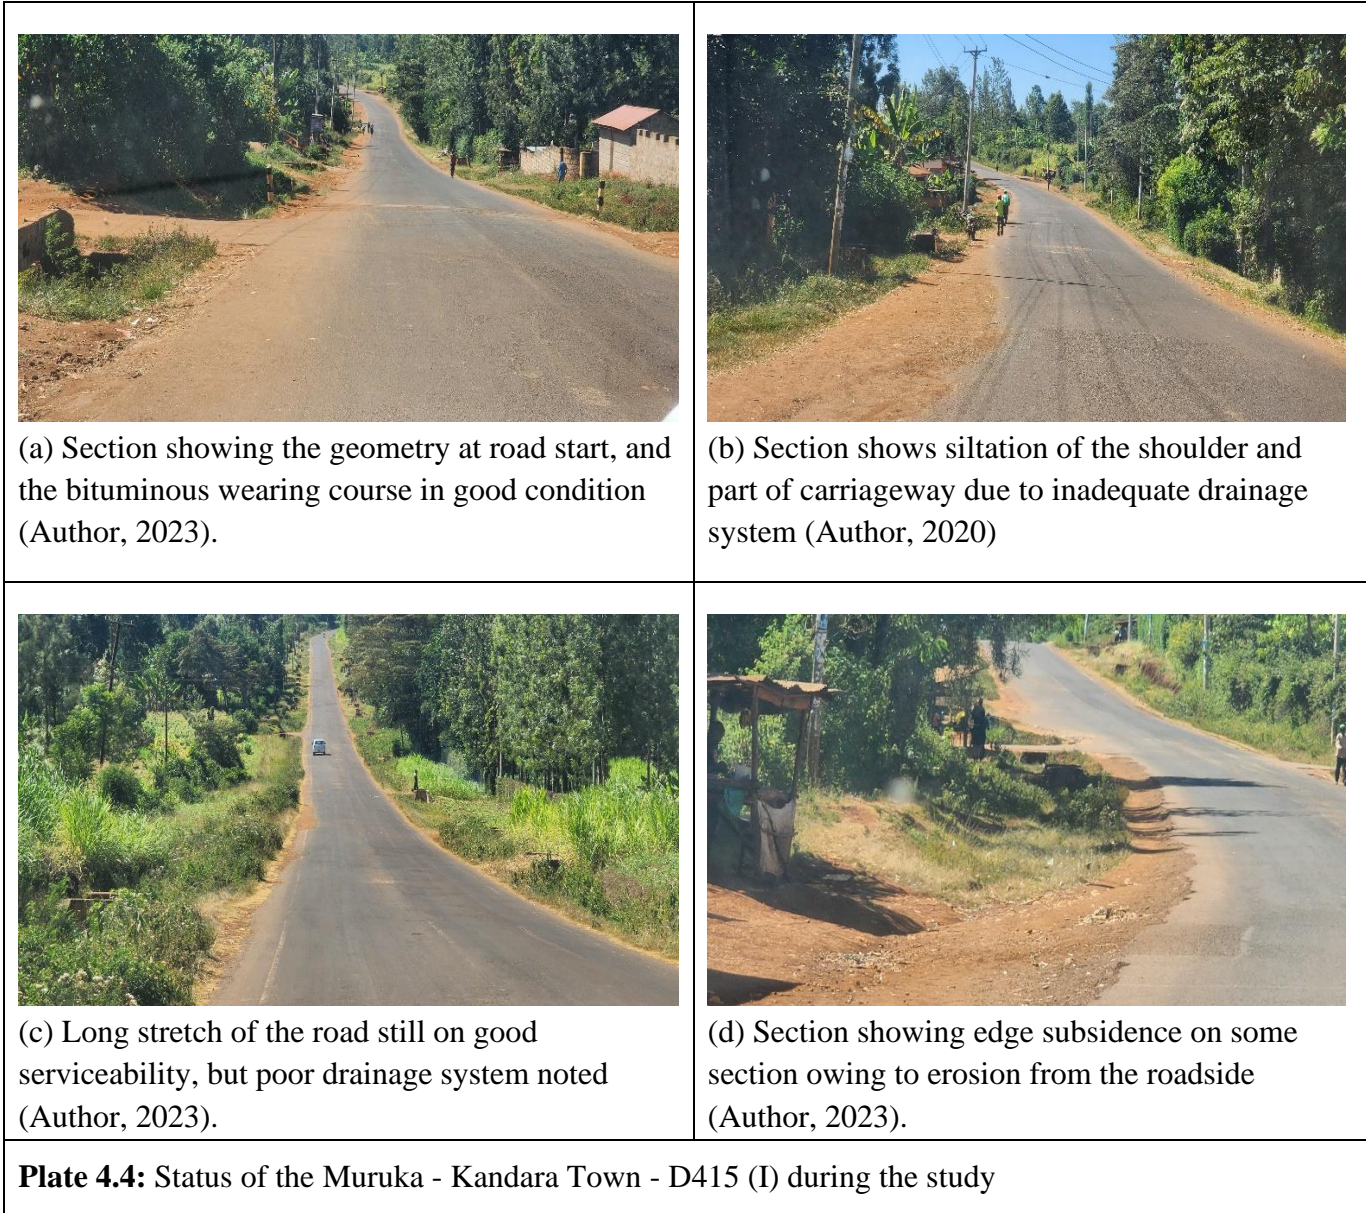 (a) Section showing the geometry at road start, and
the bituminous wearing course in good condition
(Author, 2023).
(b) Section shows siltation of the shoulder and
part of carriageway due to inadequate drainage
system (Author, 2020)
(c) Long stretch of the road still on good
serviceability, but poor drainage system noted
(Author, 2023).
(d) Section showing edge subsidence on some
section owing to erosion from the roadside
(Author, 2023).
Plate 4.4: Status of the Muruka - Kandara Town - D415 (I) during the study